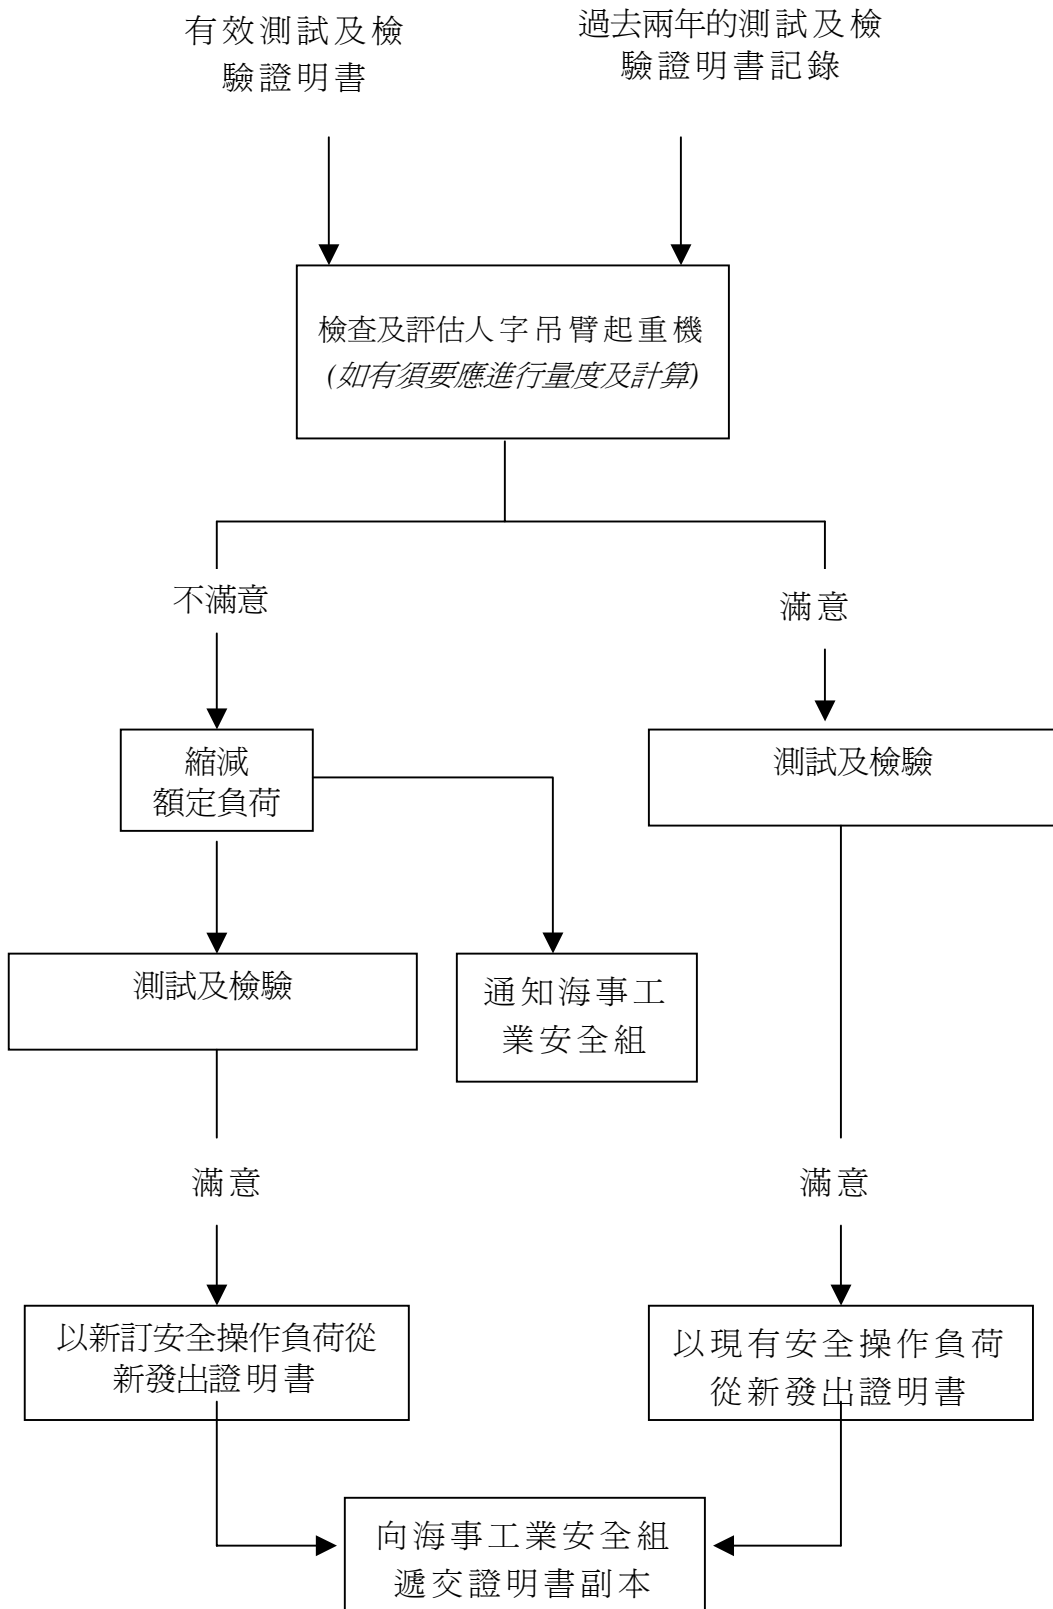 有效測試及檢
驗證明書
過去兩年的測試及檢
驗證明書記錄
檢查及評估人字吊臂起重機
(如有須要應進行量度及計算)
不滿意
滿意
縮減
額定負荷
測試及檢驗
測試及檢驗
通知海事工
業安全組
滿意
滿意
以新訂安全操作負荷從
新發出證明書
以現有安全操作負荷
從新發出證明書
向海事工業安全組
遞交證明書副本